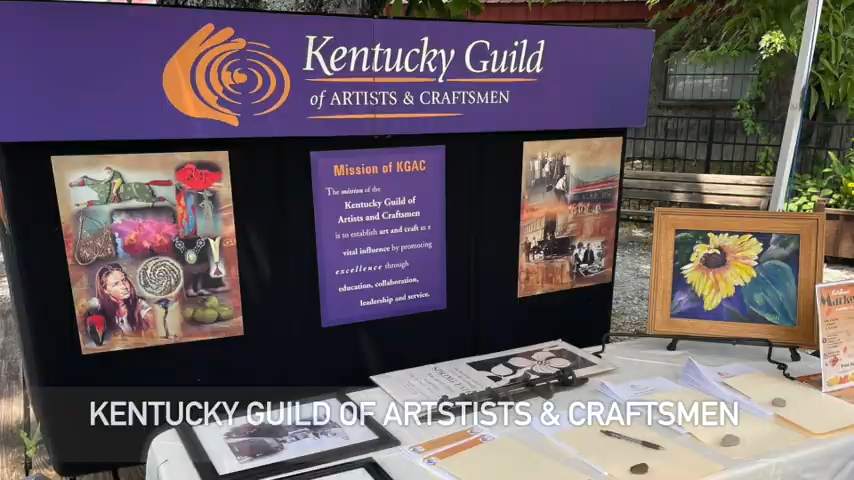 Kentucky Guild
of ARTISTS & CRAFTSMEN
Mission of KGAC
The mission of the
Kentucky Guild of
Artists and Craftsmen
is to establish art and craft as a
vital influence by promoting
excellence through
education, collaboration,
leadership and service.
KENTUCKY GUILD OF ARTSTISTS & CRAFTSMEN